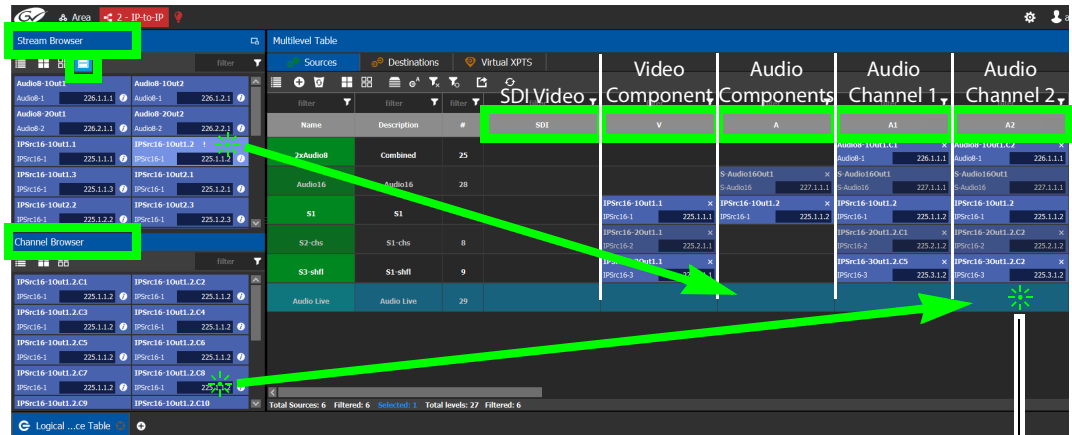 GV Area 2 - IP-to-IP
Stream Browser
filter
Audio8-1Out1 Audio8-1Out2
Audio8-1 226.1.1.1 Audio8-1 226.1.2.1
Audio8-2Out1 Audio8-2Out2
Audio8-2 226.2.1.1 Audio8-2 226.2.2.1
IPSrc16-1Out1.1 IPSrc16-1Out1.2 !
IPSrc16-1 225.1.1.1 IPSrc16-1 225.1.1.2
IPSrc16-1Out1.3 IPSrc16-1Out2.1
IPSrc16-1 225.1.1.3 IPSrc16-1 225.1.2.1
IPSrc16-1Out2.2 IPSrc16-1Out2.3
IPSrc16-1 225.1.2.2 IPSrc16-1 225.1.2.3
Channel Browser
filter
IPSrc16-1Out1.2.C1 IPSrc16-1Out1.2.C2
IPSrc16-1 225.1.1.2 IPSrc16-1 225.1.1.2
IPSrc16-1Out1.2.C3 IPSrc16-1Out1.2.C4
IPSrc16-1 225.1.1.2 IPSrc16-1 225.1.1.2
IPSrc16-1Out1.2.C5 IPSrc16-1Out1.2.C6
IPSrc16-1 225.1.1.2 IPSrc16-1 225.1.1.2
IPSrc16-1Out1.2.C7 IPSrc16-1Out1.2.C8
IPSrc16-1 225.1.1.2 IPSrc16-1 225.1.1.2
IPSrc16-1Out1.2.C9 IPSrc16-1Out1.2.C10
Multilevel Table
Sources Destinations Virtual XPTS
SDI Video
Video
Component
Audio
Components
Audio
Channel 1
Audio
Channel 2
filter filter filter
Name Description # SDI V A A1 A2
2xAudio8 Combined 25
Audio8-1Out1.C1 × Audio8-1Out1.C2 ×
Audio8-1 226.1.1.1 Audio8-1 226.1.1.1
Audio16 Audio16 28
S-Audio16Out1 × S-Audio16Out1 × S-Audio16Out1 ×
S-Audio16 227.1.1.1 S-Audio16 227.1.1.1 S-Audio16 227.1.1.1
S1 S1
IPSrc16-1Out1.1 × IPSrc16-1Out1.2 × IPSrc16-1Out1.2 × IPSrc16-1Out1.2
IPSrc16-1 225.1.1.1 IPSrc16-1 225.1.1.2 IPSrc16-1 225.1.1.2 IPSrc16-1 225.1.1.2
S2-chs S1-chs 8
IPSrc16-2Out1.1 × IPSrc16-2Out1.2.C1 × IPSrc16-2Out1.2.C2 ×
IPSrc16-2 225.2.1.1 IPSrc16-2 225.2.1.2 IPSrc16-2 225.2.1.2
S3-shfl S1-shfl 9
IPSrc16-3Out1.1 × IPSrc16-3Out1.2.C5 × IPSrc16-3Out1.2.C2 ×
IPSrc16-3 IPSrc16-3 225.3.1.2 IPSrc16-3 225.3.1.2
Audio Live Audio Live 29
Total Sources: 6 Filtered: 6 Selected: 1 Total levels: 27 Filtered: 6
Logical ...ce Table